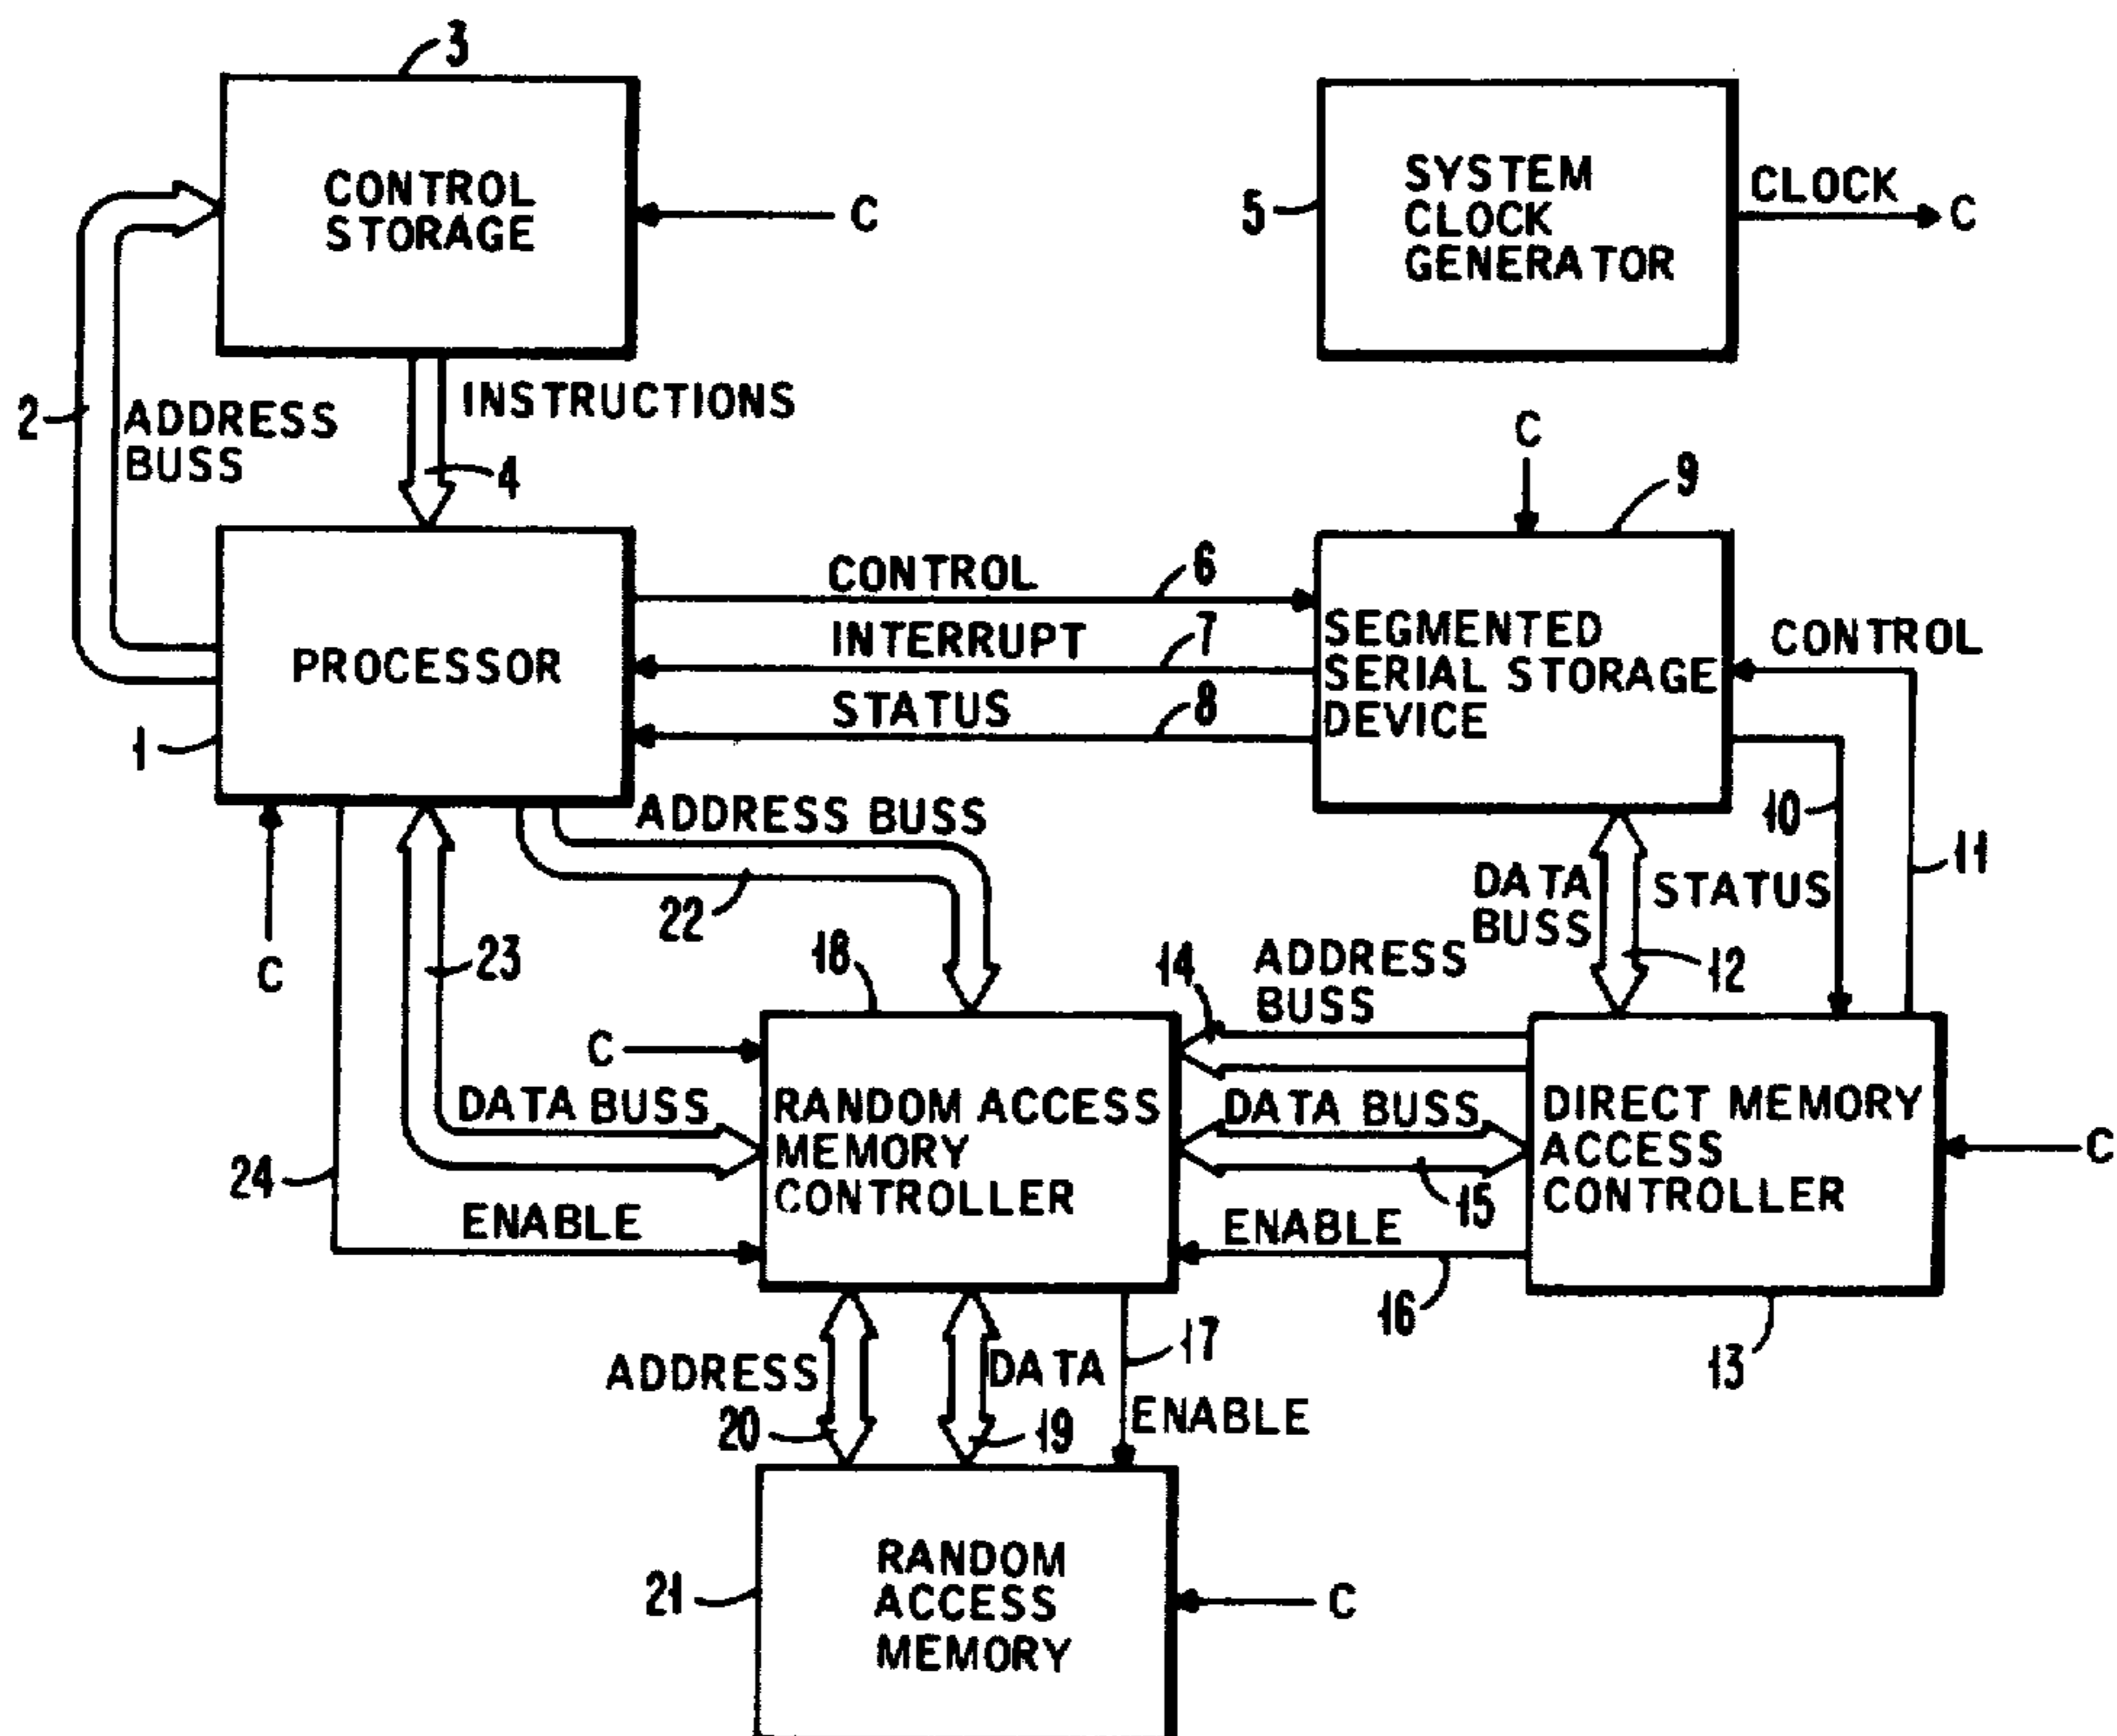 3
CONTROL
STORAGE
C
5
SYSTEM
CLOCK
GENERATOR
CLOCK
C
2
ADDRESS
BUSS
INSTRUCTIONS
4
C
9
PROCESSOR
1
CONTROL
6
INTERRUPT
7
STATUS
8
SEGMENTED
SERIAL STORAGE
DEVICE
CONTROL
10
11
C
ADDRESS BUSS
22
23
18
DATA
BUSS
STATUS
12
14
ADDRESS
BUSS
C
DATA BUSS
24
ENABLE
RANDOM ACCESS
MEMORY
CONTROLLER
DATA BUSS
15
ENABLE
16
DIRECT MEMORY
ACCESS
CONTROLLER
C
13
ADDRESS
20
DATA
19
17
ENABLE
21
RANDOM
ACCESS
MEMORY
C